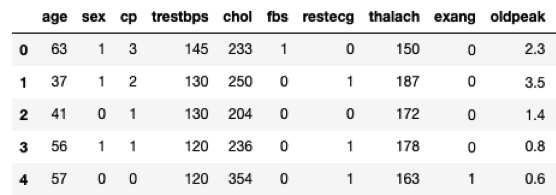 age sex cp trestbps chol fbs restecg thalach exang oldpeak
0 63 1 3 145 233 1 0 150 0 2.3
1 37 1 2 130 250 0 1 187 0 3.5
2 41 0 1 130 204 0 0 172 0 1.4
3 56 1 1 120 236 0 1 178 0 0.8
4 57 0 0 120 354 0 1 163 1 0.6